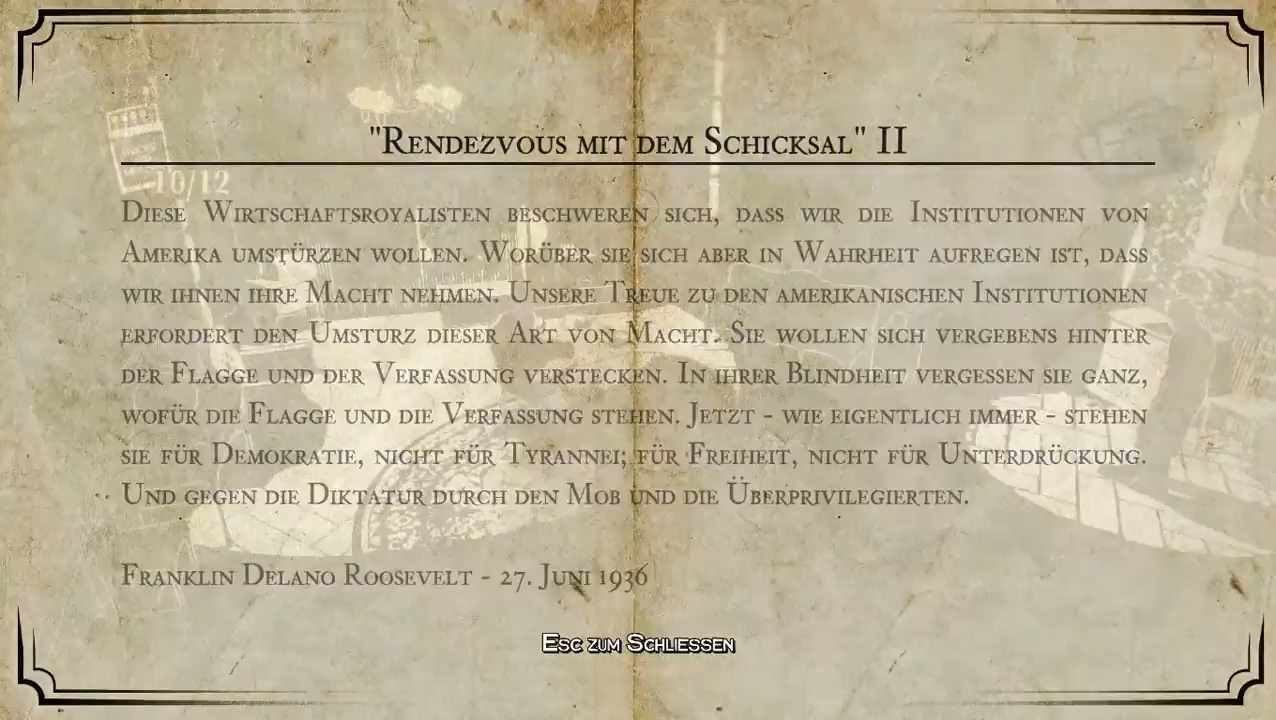 "Rendezvous mit dem Schicksal" II
10/12
Diese Wirtschaftsroyalisten beschweren sich, dass wir die Institutionen von
Amerika umstürzen wollen. Worüber sie sich aber in Wahrheit aufregen ist, dass
wir ihnen ihre Macht nehmen. Unsere Treue zu den amerikanischen Institutionen
erfordert den Umsturz dieser Art von Macht. Sie wollen sich vergebens hinter
der Flagge und der Verfassung verstecken. In ihrer Blindheit vergessen sie ganz,
wofür die Flagge und die Verfassung stehen. Jetzt - wie eigentlich immer - stehen
sie für Demokratie, nicht für Tyrannei; für Freiheit, nicht für Unterdrückung.
Und gegen die Diktatur durch den Mob und die Überprivilegierten.
Franklin Delano Roosevelt - 27. Juni 1936
Esc zum Schliessen